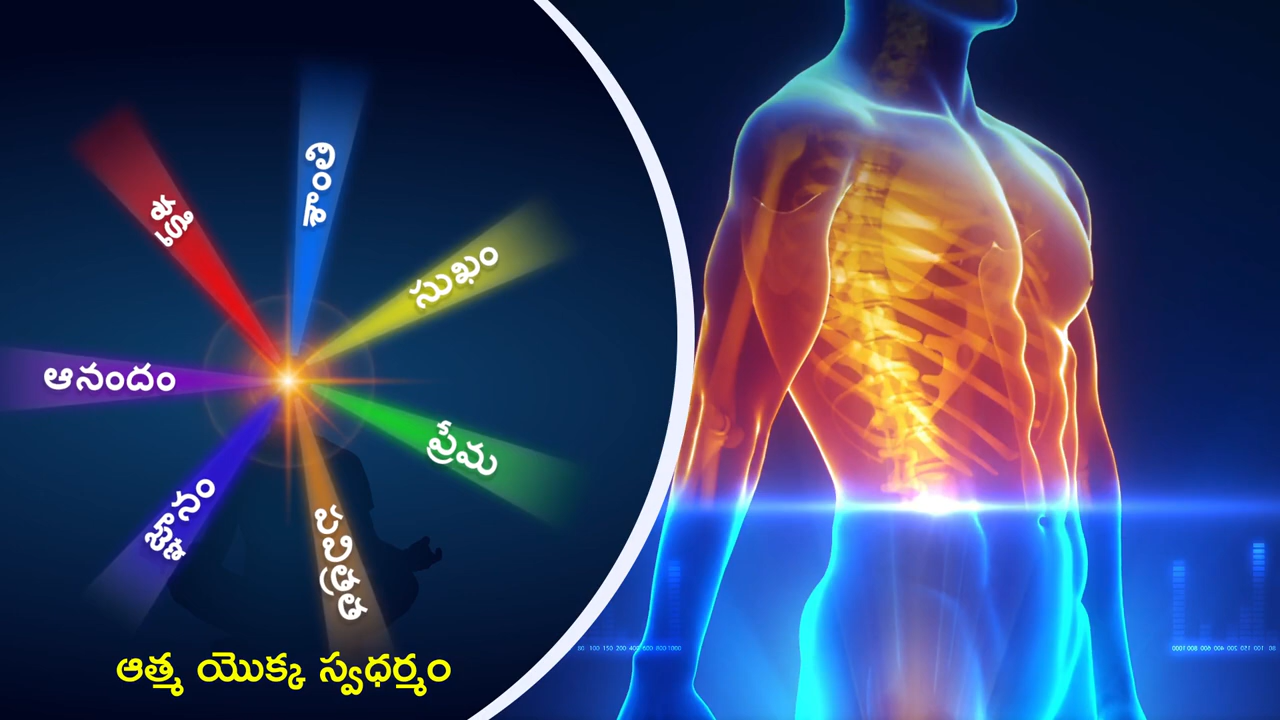 శాంతి
సుఖం
ప్రేమ
పవిత్రత
జ్ఞానం
ఆనందం
శక్తి
ఆత్మ యొక్క స్వధర్మం